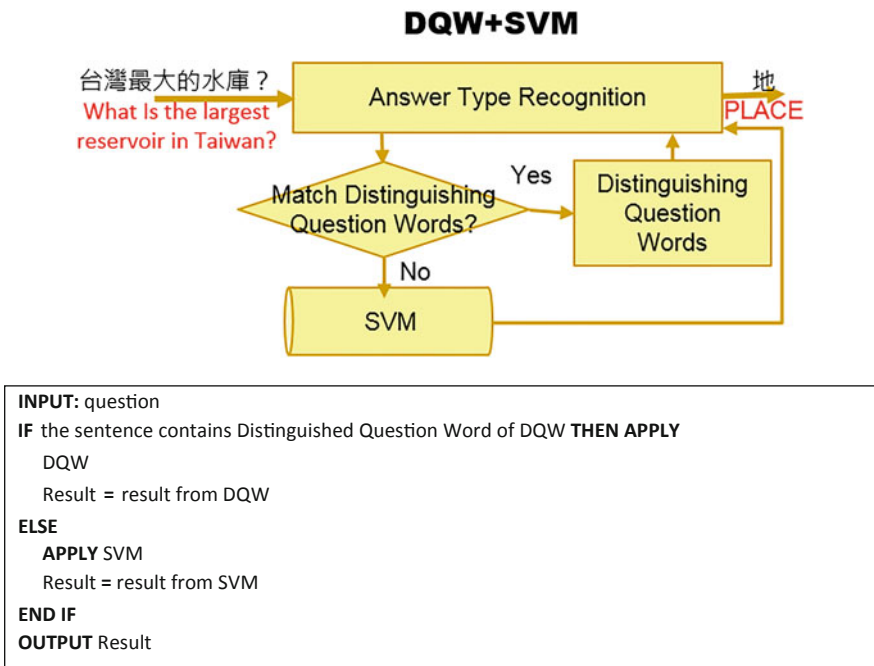 DQW+SVM
台灣最大的水庫？
What Is the largest
reservoir in Taiwan?
Answer Type Recognition
地
PLACE
Match Distinguishing
Question Words?
Yes
Distinguishing
Question
Words
No
SVM
INPUT: question
IF the sentence contains Distinguished Question Word of DQW THEN APPLY
DQW
Result = result from DQW
ELSE
APPLY SVM
Result = result from SVM
END IF
OUTPUT Result